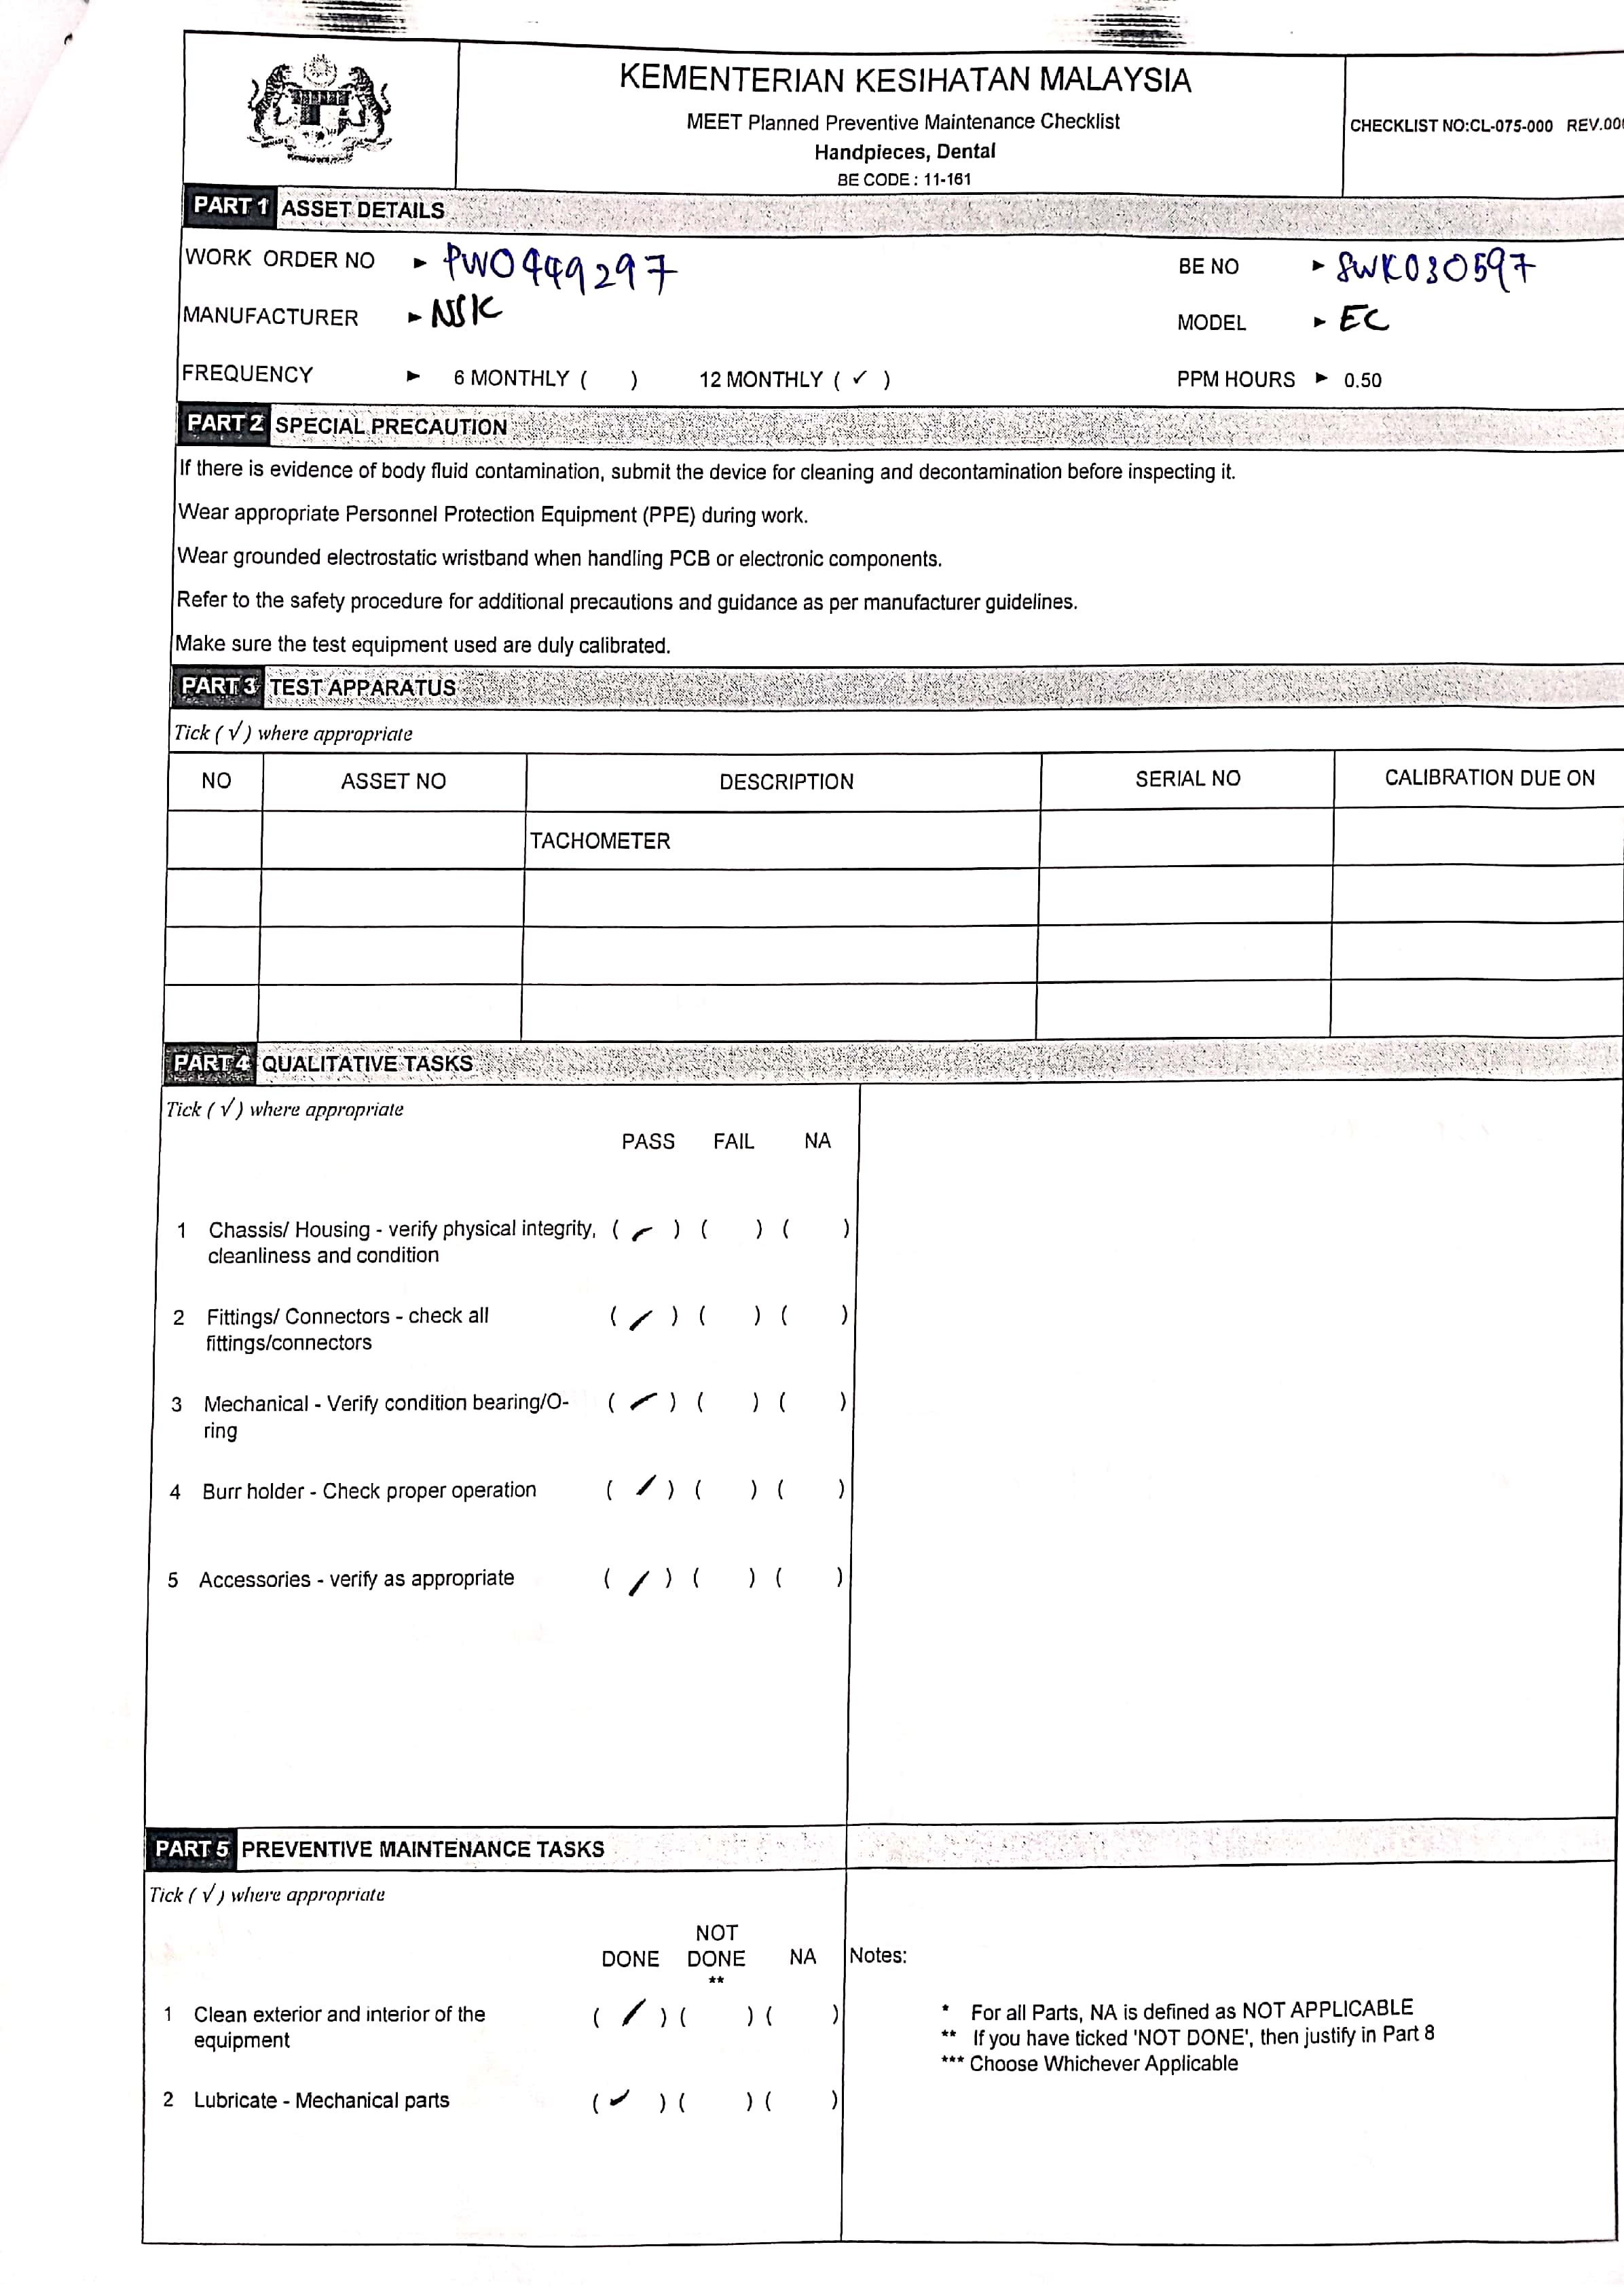 KEMENTERIAN KESIHATAN MALAYSIA
MEET Planned Preventive Maintenance Checklist
Handpieces, Dental
BE CODE : 11-161
CHECKLIST NO:CL-075-000 REV.00
PART 1 ASSET DETAILS
WORK ORDER NO ► PWO449297 BE NO ► SWK030597
MANUFACTURER ► NSK MODEL ► EC
FREQUENCY ► 6 MONTHLY ( ) 12 MONTHLY ( ✓ ) PPM HOURS ► 0.50
PART 2 SPECIAL PRECAUTION
If there is evidence of body fluid contamination, submit the device for cleaning and decontamination before inspecting it.
Wear appropriate Personnel Protection Equipment (PPE) during work.
Wear grounded electrostatic wristband when handling PCB or electronic components.
Refer to the safety procedure for additional precautions and guidance as per manufacturer guidelines.
Make sure the test equipment used are duly calibrated.
PART 3 TEST APPARATUS
Tick ( √ ) where appropriate
NO ASSET NO DESCRIPTION SERIAL NO CALIBRATION DUE ON
TACHOMETER
PART 4 QUALITATIVE TASKS
Tick ( √ ) where appropriate
PASS FAIL NA
1 Chassis/ Housing - verify physical integrity, ( ✓ ) ( ) ( )
cleanliness and condition
2 Fittings/ Connectors - check all ( ✓ ) ( ) ( )
fittings/connectors
3 Mechanical - Verify condition bearing/O- ( ✓ ) ( ) ( )
ring
4 Burr holder - Check proper operation ( / ) ( ) ( )
5 Accessories - verify as appropriate ( / ) ( ) ( )
PART 5 PREVENTIVE MAINTENANCE TASKS
Tick ( √ ) where appropriate
NOT
DONE DONE NA
**
1 Clean exterior and interior of the ( / ) ( ) ( )
equipment
2 Lubricate - Mechanical parts ( ✓ ) ( ) ( )
Notes:
* For all Parts, NA is defined as NOT APPLICABLE
** If you have ticked 'NOT DONE', then justify in Part 8
*** Choose Whichever Applicable